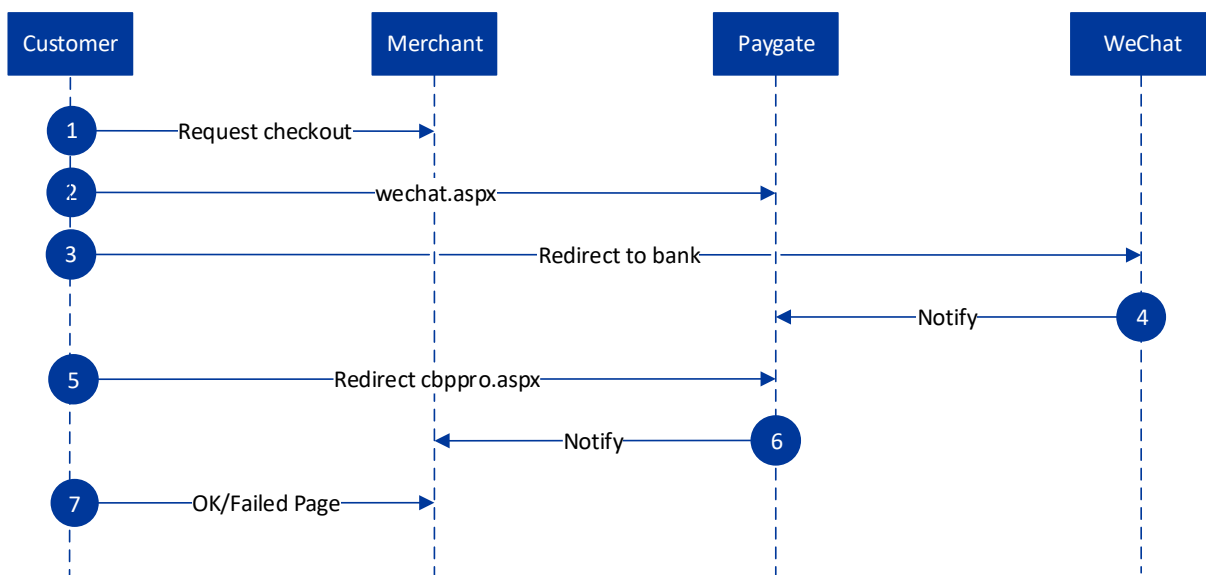 Customer
Merchant
Paygate
WeChat
1
Request checkout
2
wechat.aspx
3
Redirect to bank
Notify
4
5
Redirect cbppro.aspx
Notify
6
7
OK/Failed Page